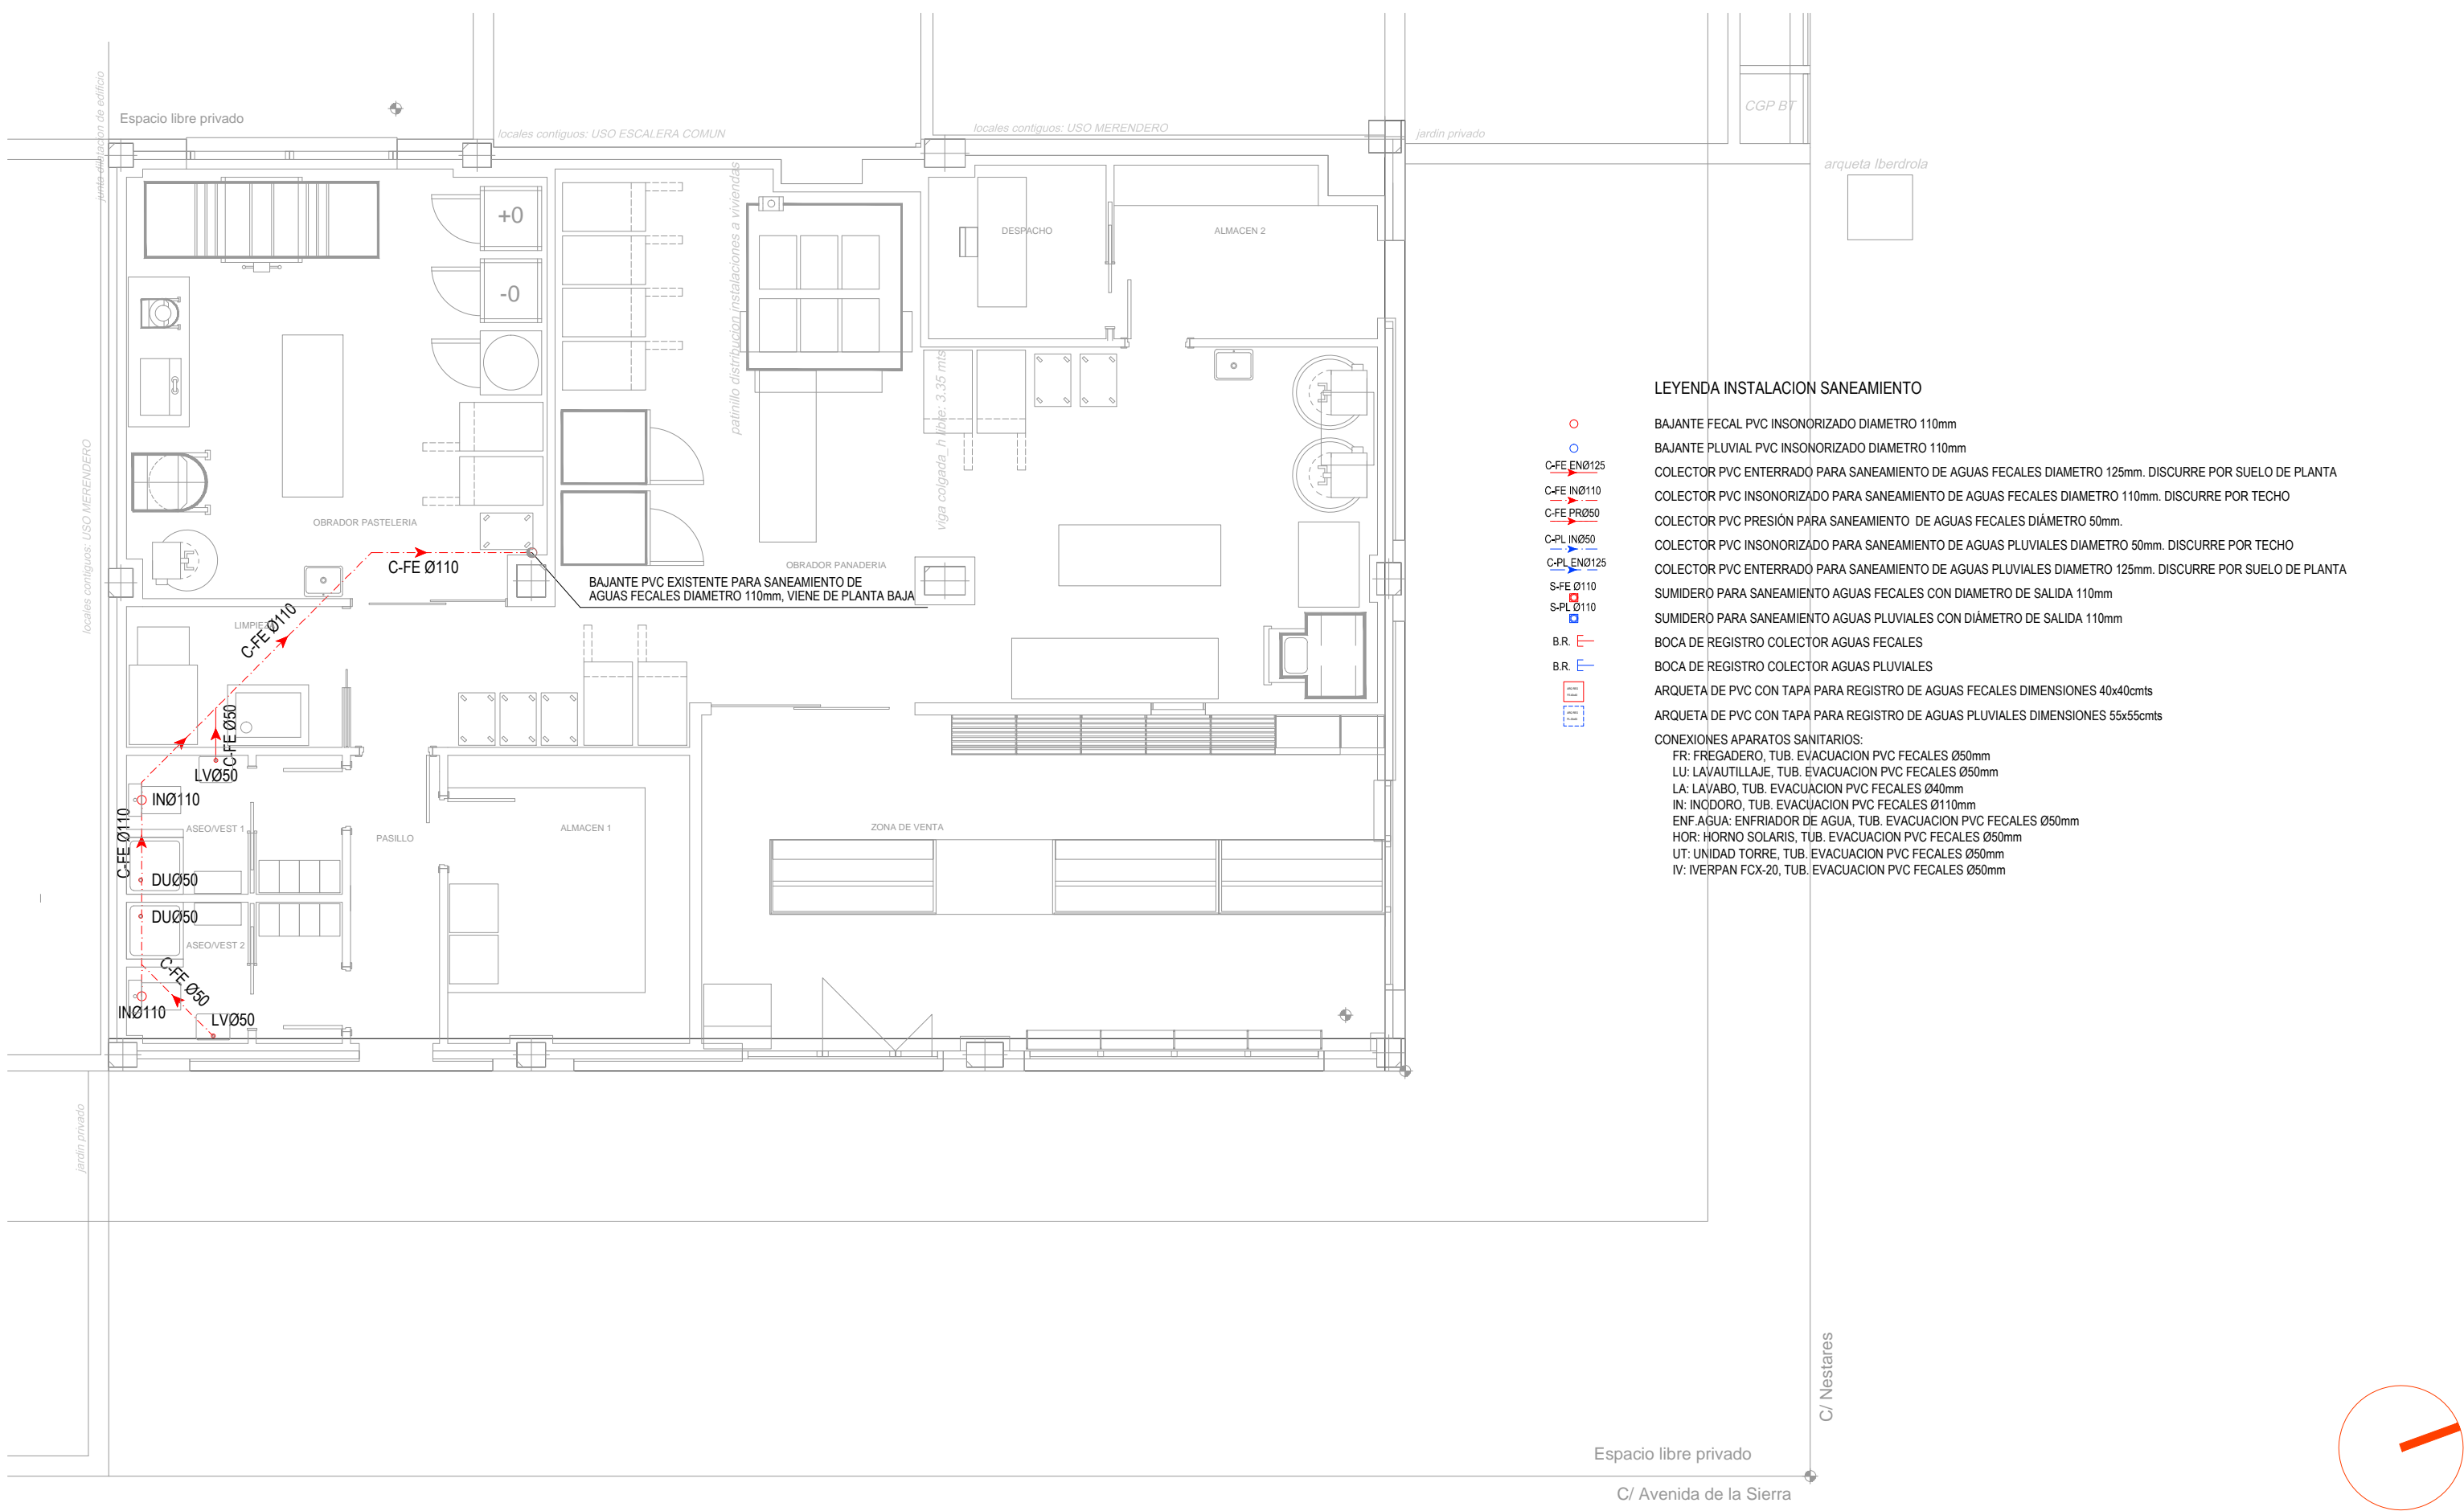 CGP BT
junta dilatacion de edificio
Espacio libre privado
locales contiguos: USO ESCALERA COMUN
locales contiguos: USO MERENDERO
jardin privado
arqueta Iberdrola
+0
-0
patinillo distribucion instalaciones a viviendas
DESPACHO
ALMACEN 2
viga colgada_h libre: 3.35 mts
locales contiguos: USO MERENDERO
OBRADOR PASTELERIA
C-FE Ø110
OBRADOR PANADERIA
BAJANTE PVC EXISTENTE PARA SANEAMIENTO DE
AGUAS FECALES DIAMETRO 110mm, VIENE DE PLANTA BAJA
LIMPIEZA
C-FE Ø110
C-FE Ø50
LVØ50
INØ110
C-FE Ø110
ASEO/VEST 1
PASILLO
ALMACEN 1
ZONA DE VENTA
DUØ50
DUØ50
ASEO/VEST 2
C-FE Ø50
INØ110
LVØ50
jardin privado
LEYENDA INSTALACION SANEAMIENTO
BAJANTE FECAL PVC INSONORIZADO DIAMETRO 110mm
BAJANTE PLUVIAL PVC INSONORIZADO DIAMETRO 110mm
C-FE ENØ125 COLECTOR PVC ENTERRADO PARA SANEAMIENTO DE AGUAS FECALES DIAMETRO 125mm. DISCURRE POR SUELO DE PLANTA
C-FE INØ110 COLECTOR PVC INSONORIZADO PARA SANEAMIENTO DE AGUAS FECALES DIAMETRO 110mm. DISCURRE POR TECHO
C-FE PRØ50 COLECTOR PVC PRESIÓN PARA SANEAMIENTO DE AGUAS FECALES DIÁMETRO 50mm.
C-PL INØ50 COLECTOR PVC INSONORIZADO PARA SANEAMIENTO DE AGUAS PLUVIALES DIAMETRO 50mm. DISCURRE POR TECHO
C-PL ENØ125 COLECTOR PVC ENTERRADO PARA SANEAMIENTO DE AGUAS PLUVIALES DIAMETRO 125mm. DISCURRE POR SUELO DE PLANTA
S-FE Ø110 SUMIDERO PARA SANEAMIENTO AGUAS FECALES CON DIAMETRO DE SALIDA 110mm
S-PL Ø110 SUMIDERO PARA SANEAMIENTO AGUAS PLUVIALES CON DIÁMETRO DE SALIDA 110mm
B.R. BOCA DE REGISTRO COLECTOR AGUAS FECALES
B.R. BOCA DE REGISTRO COLECTOR AGUAS PLUVIALES
ARQUETA DE PVC CON TAPA PARA REGISTRO DE AGUAS FECALES DIMENSIONES 40x40cmts
ARQUETA DE PVC CON TAPA PARA REGISTRO DE AGUAS PLUVIALES DIMENSIONES 55x55cmts
CONEXIONES APARATOS SANITARIOS:
FR: FREGADERO, TUB. EVACUACION PVC FECALES Ø50mm
LU: LAVAUTILLAJE, TUB. EVACUACION PVC FECALES Ø50mm
LA: LAVABO, TUB. EVACUACION PVC FECALES Ø40mm
IN: INODORO, TUB. EVACUACION PVC FECALES Ø110mm
ENF.AGUA: ENFRIADOR DE AGUA, TUB. EVACUACION PVC FECALES Ø50mm
HOR: HORNO SOLARIS, TUB. EVACUACION PVC FECALES Ø50mm
UT: UNIDAD TORRE, TUB. EVACUACION PVC FECALES Ø50mm
IV: IVERPAN FCX-20, TUB. EVACUACION PVC FECALES Ø50mm
C/ Nestares
Espacio libre privado
C/ Avenida de la Sierra